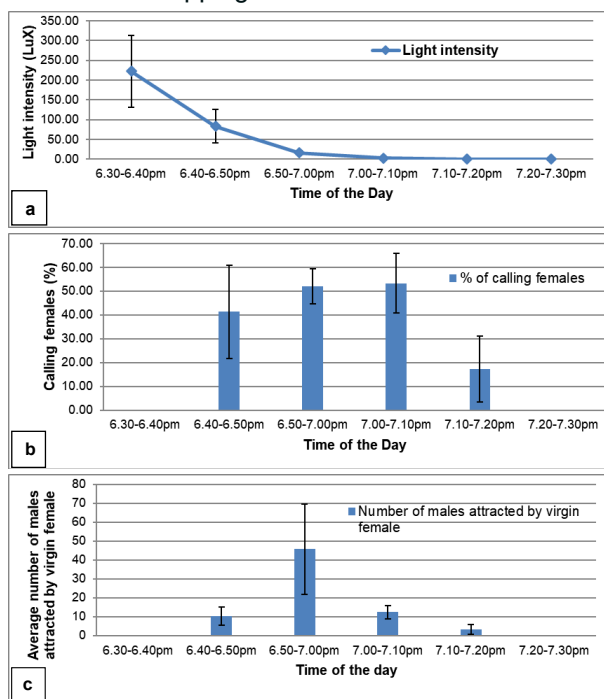 350.00
300.00
250.00
200.00
150.00
100.00
50.00
0.00
Light intensity (LuX)
Light intensity
6.30-6.40pm 6.40-6.50pm 6.50-7.00pm 7.00-7.10pm 7.10-7.20pm 7.20-7.30pm
Time of the Day
a
70.00
60.00
50.00
40.00
30.00
20.00
10.00
0.00
Calling females (%)
% of calling females
6.30-6.40pm 6.40-6.50pm 6.50-7.00pm 7.00-7.10pm 7.10-7.20pm 7.20-7.30pm
Time of the Day
b
80
70
60
50
40
30
20
10
0
Average number of males
attracted by virgin female
Number of males attracted by virgin
female
6.30-6.40pm 6.40-6.50pm 6.50-7.00pm 7.00-7.10pm 7.10-7.20pm 7.20-7.30pm
Time of the day
c